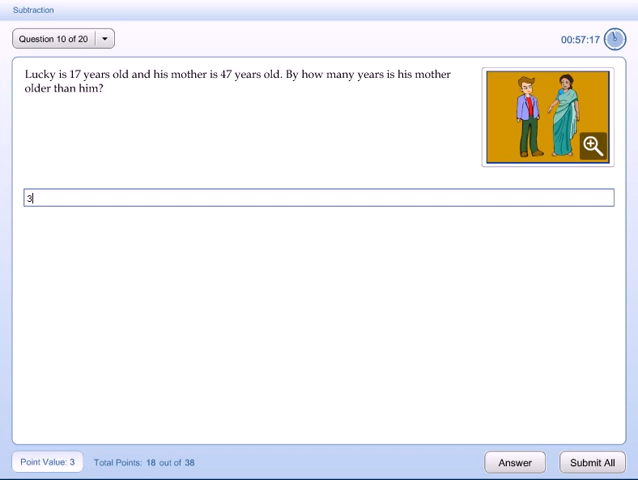 Subtraction
Question 10 of 20
00:57:17
Lucky is 17 years old and his mother is 47 years old. By how many years is his mother
older than him?
3
Point Value: 3
Total Points: 18 out of 38
Answer
Submit All